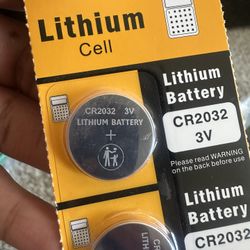 Lithium
Cell
CR2032 3V
LITHIUM BATTERY
+
Lithium
Battery
CR2032
3V
Please read WARNING
on the back before use
Lithium
Battery
CR2032
CR2032